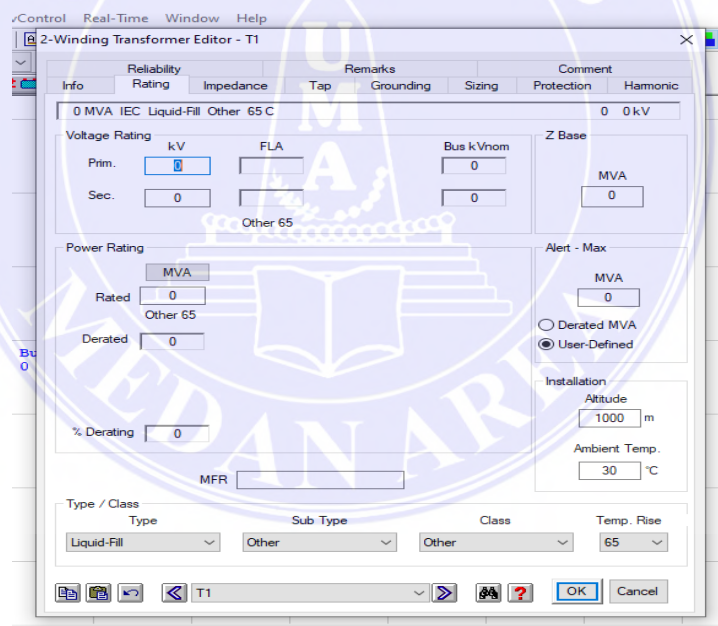 vControl Real-Time Window Help
2-Winding Transformer Editor - T1
Reliability Remarks Comment
Info Rating Impedance Tap Grounding Sizing Protection Harmonic
0 MVA IEC Liquid-Fill Other 65 C 0 0 kV
Voltage Rating
kV FLA Bus kVnom
Prim. 0 0
Sec. 0 0
Other 65
Z Base
MVA
0
Power Rating
MVA
Rated 0
Other 65
Derated 0
% Derating 0
Alert - Max
MVA
0
Derated MVA
User-Defined
Installation
Altitude
1000 m
Ambient Temp.
30 °C
MFR
Type / Class
Type Sub Type Class Temp. Rise
Liquid-Fill Other Other 65
T1 OK Cancel
Bu
0
UMA
MEDAN AREA